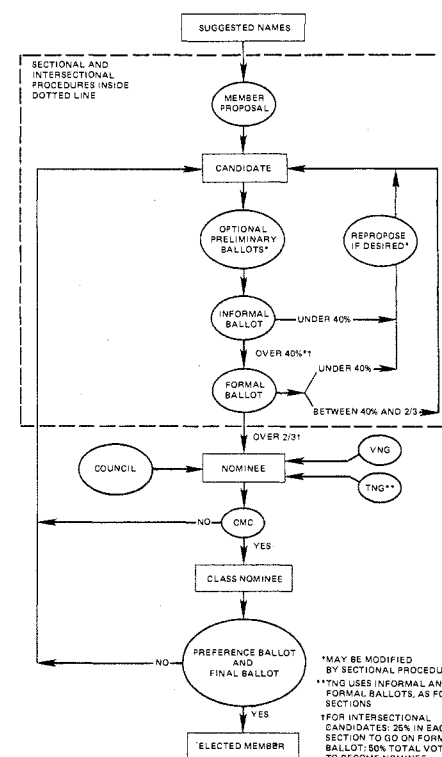 SUGGESTED NAMES
SECTIONAL AND
INTERSECTIONAL
PROCEDURES INSIDE
DOTTED LINE
MEMBER
PROPOSAL
CANDIDATE
OPTIONAL
PRELIMINARY
BALLOTS*
REPROPOSE
IF DESIRED*
INFORMAL
BALLOT
UNDER 40%
OVER 40%*†
UNDER 40%
FORMAL
BALLOT
BETWEEN 40% AND 2/3
OVER 2/3†
COUNCIL
NOMINEE
VNG
TNG**
NO
CMC
YES
CLASS NOMINEE
PREFERENCE BALLOT
AND
FINAL BALLOT
NO
YES
ELECTED MEMBER
*MAY BE MODIFIED
BY SECTIONAL
**TNG USES INFORMAL
FORMAL BALLOTS, AS
SECTIONS
†FOR INTERSECTIONAL
CANDIDATES: 25% IN
SECTION TO GO ON
BALLOT; 50% TOTAL
TO BECOME NOMINEE